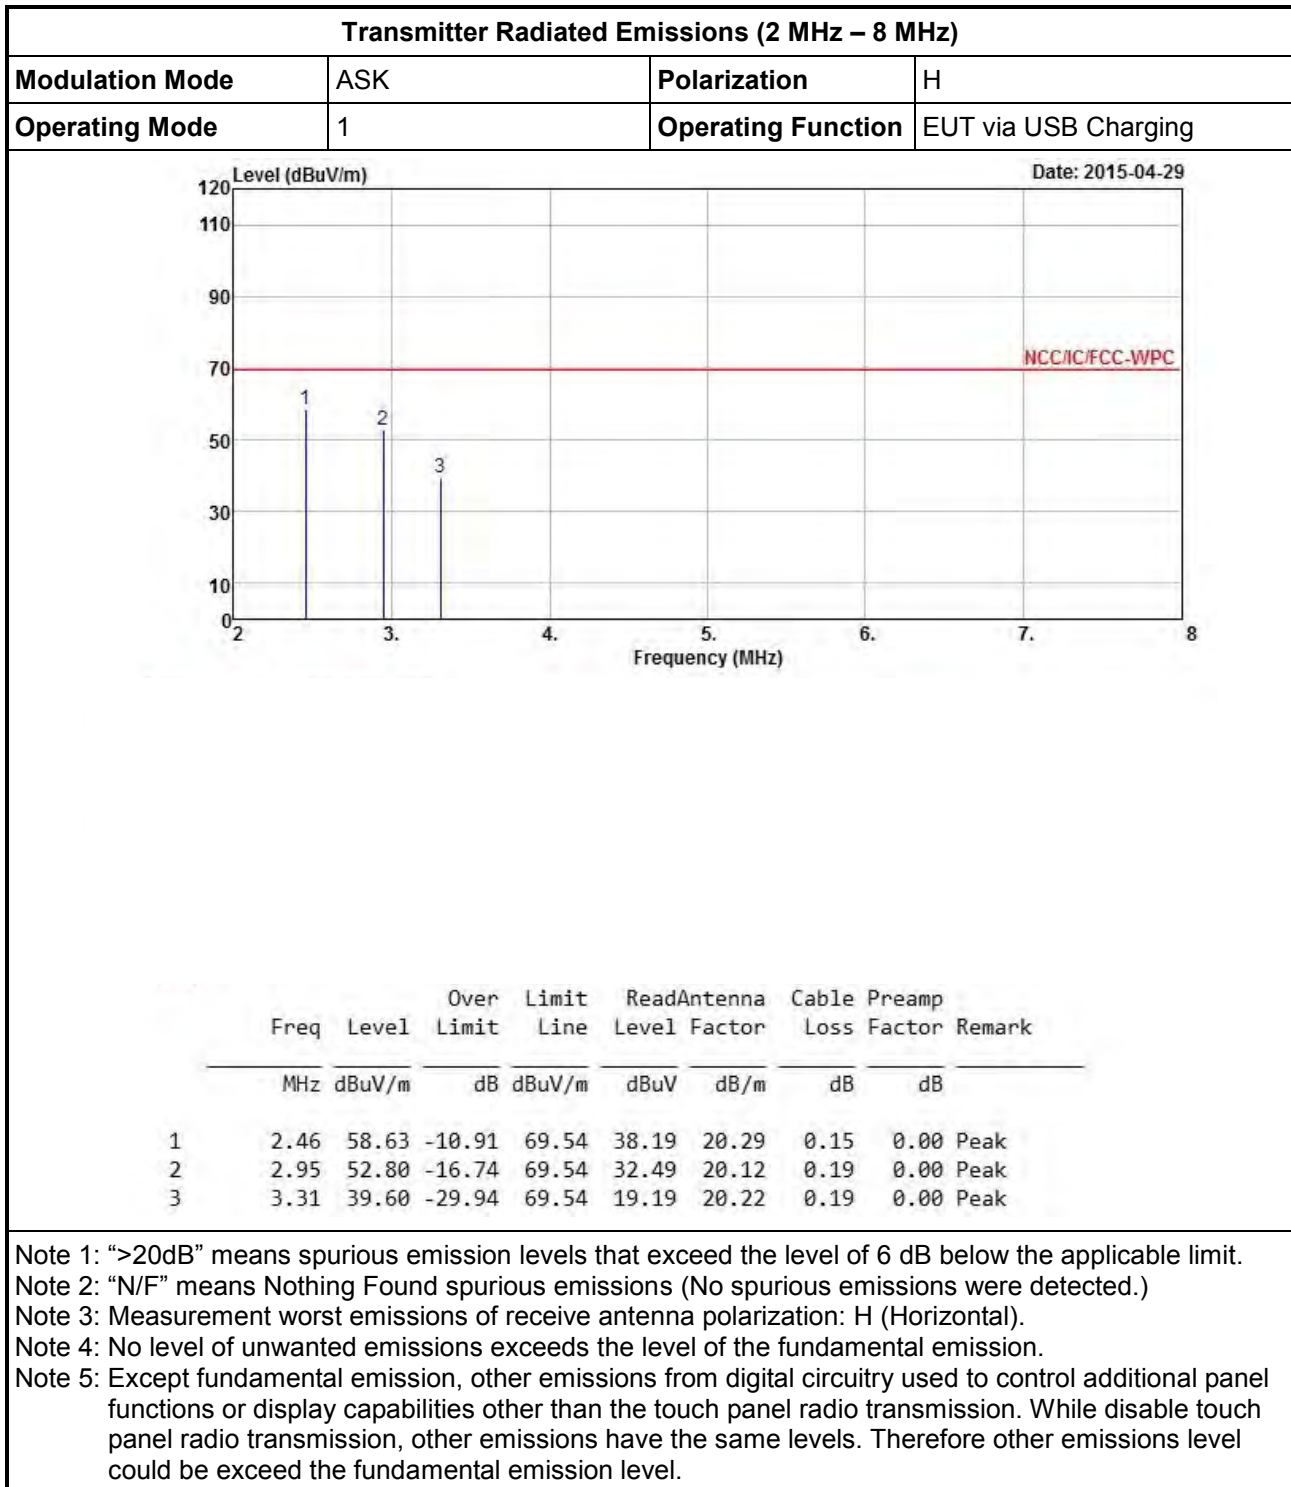 Transmitter Radiated Emissions (2 MHz – 8 MHz)
Modulation Mode ASK Polarization H
Operating Mode 1 Operating Function EUT via USB Charging
Level (dBuV/m) Date: 2015-04-29
120
110
90
70
50
30
10
0
NCC/IC/FCC-WPC
1
2
3
2 3. 4. 5. 6. 7. 8
Frequency (MHz)
Over Limit ReadAntenna Cable Preamp
Freq Level Limit Line Level Factor Loss Factor Remark
MHz dBuV/m dB dBuV/m dBuV dB/m dB dB
1 2.46 58.63 -10.91 69.54 38.19 20.29 0.15 0.00 Peak
2 2.95 52.80 -16.74 69.54 32.49 20.12 0.19 0.00 Peak
3 3.31 39.60 -29.94 69.54 19.19 20.22 0.19 0.00 Peak
Note 1: “>20dB” means spurious emission levels that exceed the level of 6 dB below the applicable limit.
Note 2: “N/F” means Nothing Found spurious emissions (No spurious emissions were detected.)
Note 3: Measurement worst emissions of receive antenna polarization: H (Horizontal).
Note 4: No level of unwanted emissions exceeds the level of the fundamental emission.
Note 5: Except fundamental emission, other emissions from digital circuitry used to control additional panel
functions or display capabilities other than the touch panel radio transmission. While disable touch
panel radio transmission, other emissions have the same levels. Therefore other emissions level
could be exceed the fundamental emission level.